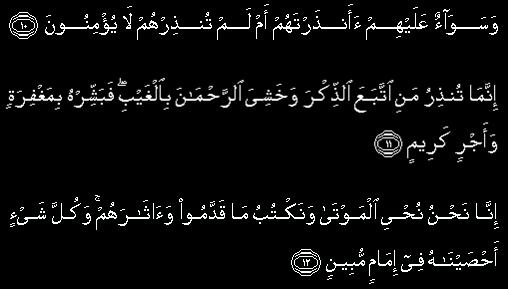 وَسَوَآءٌ عَلَيْهِمْ ءَأَنذَرْتَهُمْ أَمْ لَمْ تُنذِرْهُمْ لَا يُؤْمِنُونَ ١٠
إِنَّمَا تُنذِرُ مَنِ ٱتَّبَعَ ٱلذِّكْرَ وَخَشِىَ ٱلرَّحْمَـٰنَ بِٱلْغَيْبِ ۖ فَبَشِّرْهُ بِمَغْفِرَةٍ
وَأَجْرٍ كَرِيمٍ ١١
إِنَّا نَحْنُ نُحْىِ ٱلْمَوْتَىٰ وَنَكْتُبُ مَا قَدَّمُوا۟ وَءَاثَـٰرَهُمْ ۚ وَكُلَّ شَىْءٍ
أَحْصَيْنَـٰهُ فِىٓ إِمَامٍ مُّبِينٍ ١٢